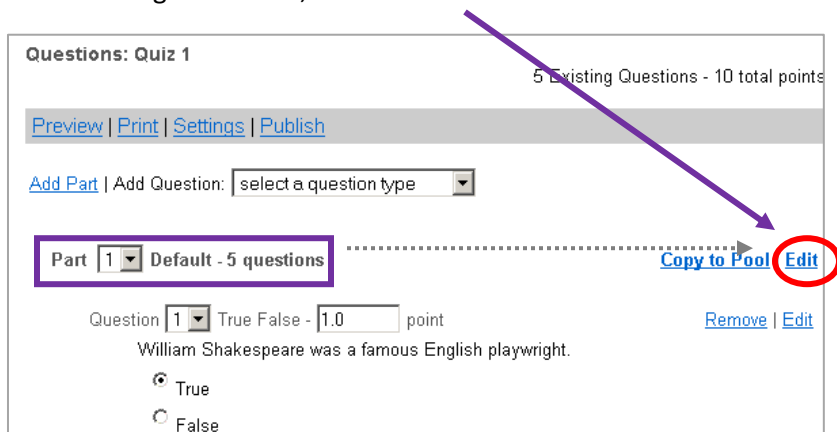 Questions: Quiz 1
5 Existing Questions - 10 total points
Preview | Print | Settings | Publish
Add Part | Add Question: select a question type
Part 1 Default - 5 questions
Copy to Pool Edit
Question 1 True False - 1.0 point
Remove | Edit
William Shakespeare was a famous English playwright.
True
False